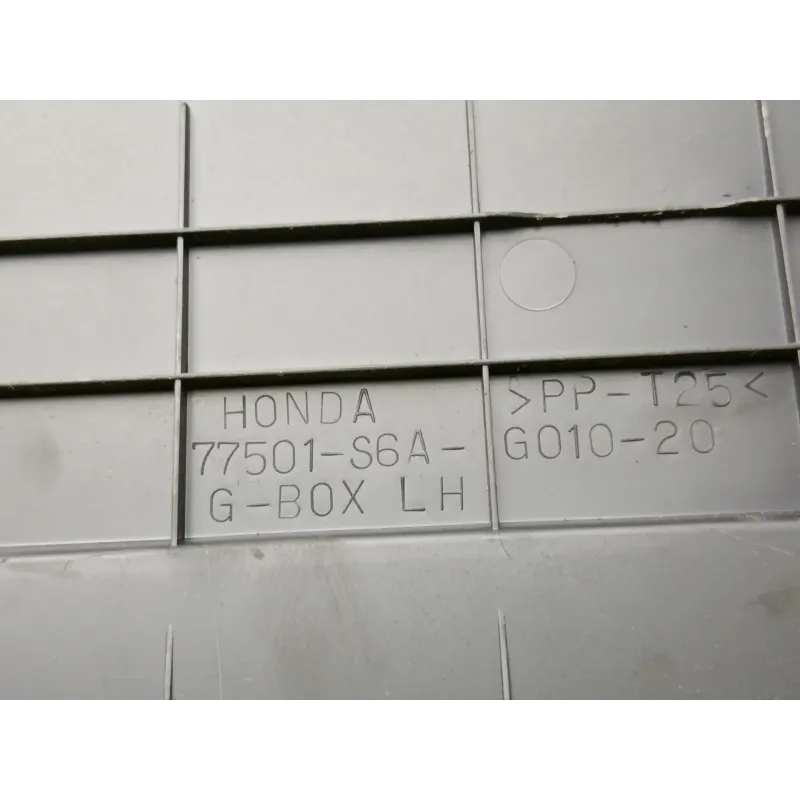 HONDA >PP-T25<
77501-S6A-G010-20
G-BOX LH